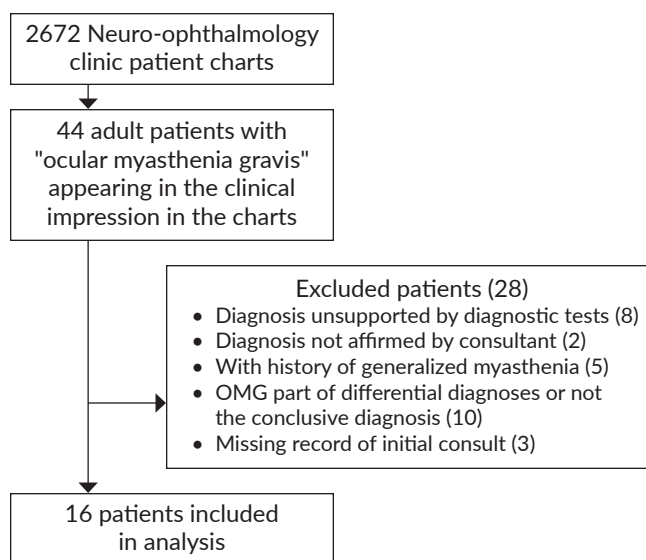 2672 Neuro-ophthalmology
clinic patient charts
44 adult patients with
"ocular myasthenia gravis"
appearing in the clinical
impression in the charts
Excluded patients (28)
• Diagnosis unsupported by diagnostic tests (8)
• Diagnosis not affirmed by consultant (2)
• With history of generalized myasthenia (5)
• OMG part of differential diagnoses or not
the conclusive diagnosis (10)
• Missing record of initial consult (3)
16 patients included
in analysis